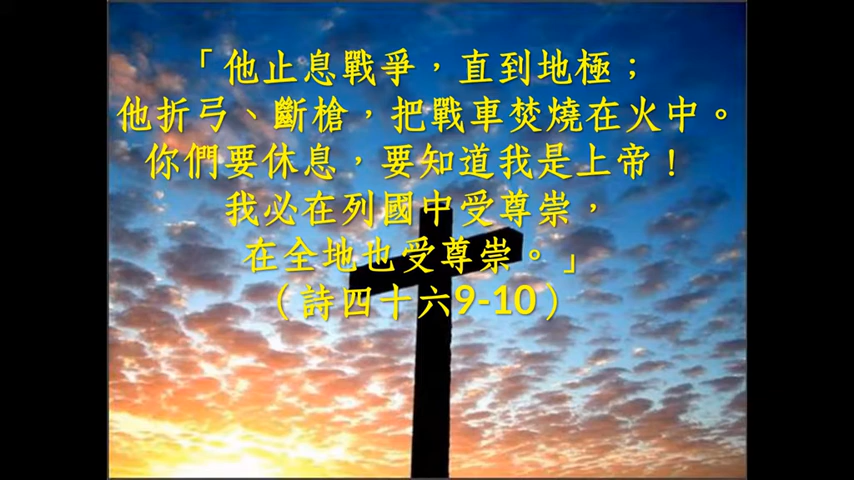 「他止息戰爭，直到地極；
他折弓、斷槍，把戰車焚燒在火中。
你們要休息，要知道我是上帝！
我必在列國中受尊崇，
在全地也受尊崇。」
（詩四十六9-10）